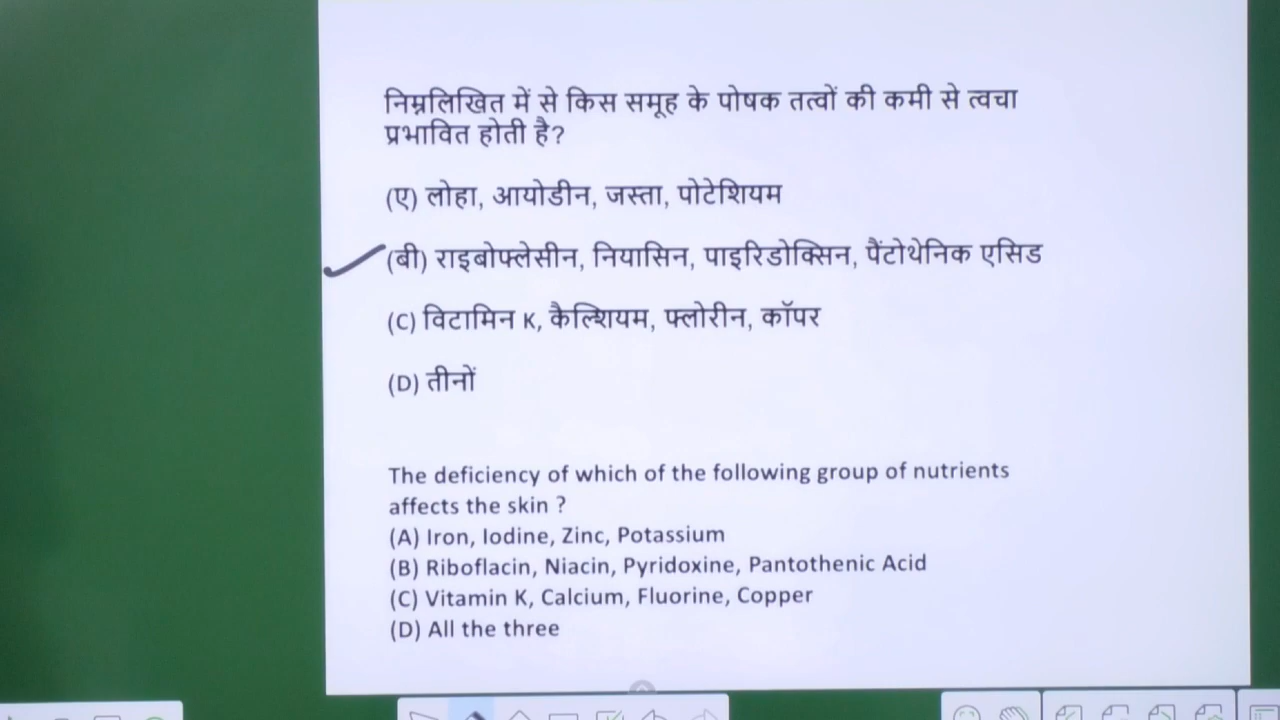 निम्नलिखित में से किस समूह के पोषक तत्वों की कमी से त्वचा
प्रभावित होती है?
(ए) लोहा, आयोडीन, जस्ता, पोटेशियम
(बी) राइबोफ्लेसीन, नियासिन, पाइरिडोक्सिन, पैंटोथेनिक एसिड
(C) विटामिन K, कैल्शियम, फ्लोरीन, कॉपर
(D) तीनों
The deficiency of which of the following group of nutrients
affects the skin ?
(A) Iron, Iodine, Zinc, Potassium
(B) Riboflacin, Niacin, Pyridoxine, Pantothenic Acid
(C) Vitamin K, Calcium, Fluorine, Copper
(D) All the three